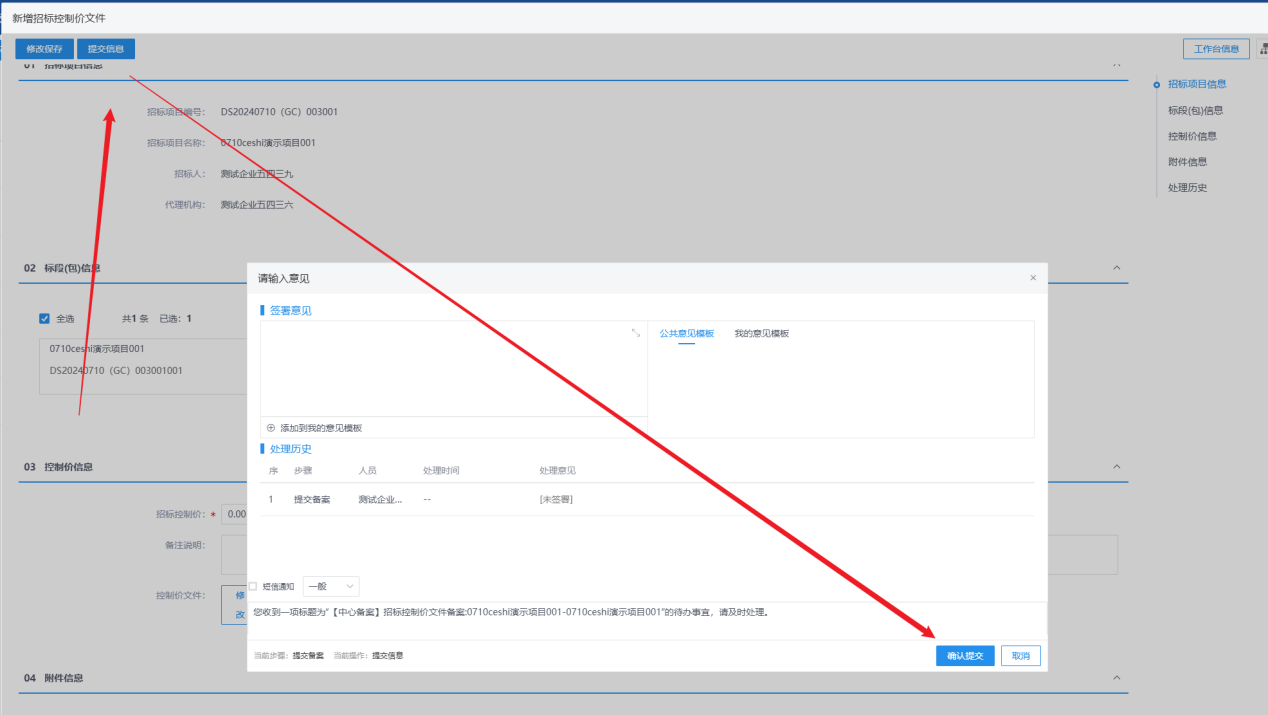 新增招标控制价文件
修改保存 提交信息 工作台信息
01 招标项目信息
招标项目信息
标段(包)信息
控制价信息
附件信息
处理历史
招标项目编号: DS20240710（GC）003001
招标项目名称: 0710ceshi演示项目001
招标人: 测试企业五四三九
代理机构: 测试企业五四三六
02 标段(包)信息
全选 共1 条 已选: 1
0710ceshi演示项目001
DS20240710（GC）003001001
03 控制价信息
招标控制价: * 0.00
备注说明:
控制价文件: 修
改
04 附件信息
请输入意见 ×
签署意见
公共意见模板 我的意见模板
添加到我的意见模板
处理历史
序 步骤 人员 处理时间 处理意见
1 提交备案 测试企业... -- [未签署]
短信通知 一般
您收到一项标题为“【中心备案】招标控制价文件备案:0710ceshi演示项目001-0710ceshi演示项目001”的待办事宜，请及时处理。
当前步骤: 提交备案 当前操作: 提交信息
确认提交 取消